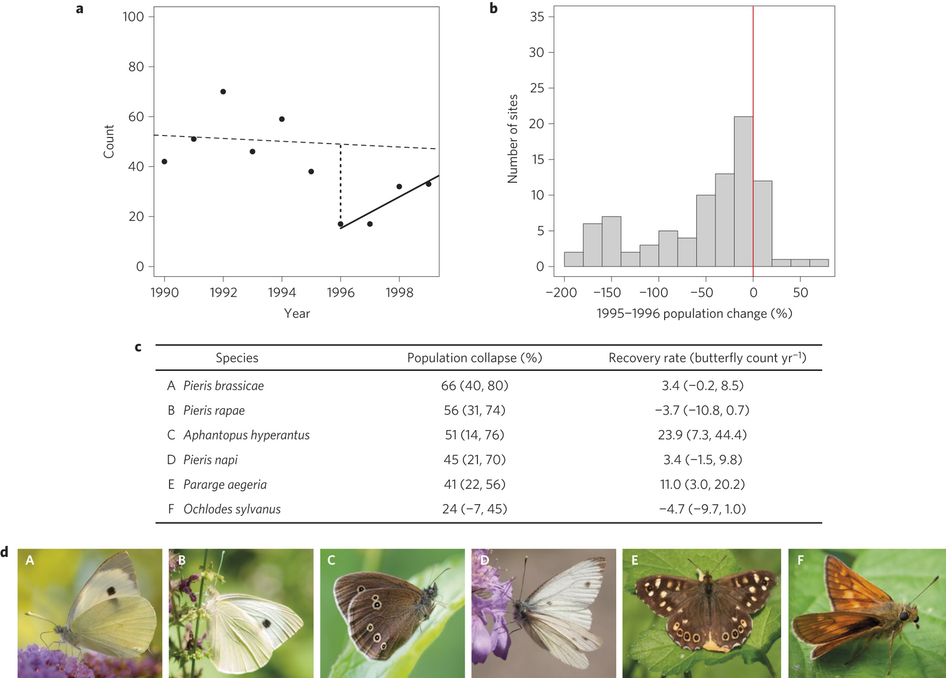 a
100
80
60
40
20
0
Count
1990 1992 1994 1996 1998
Year
b
35
30
25
20
15
10
5
0
Number of sites
−200 −150 −100 −50 0 50
1995–1996 population change (%)
c
Species Population collapse (%) Recovery rate (butterfly count yr⁻¹)
A Pieris brassicae 66 (40, 80) 3.4 (−0.2, 8.5)
B Pieris rapae 56 (31, 74) −3.7 (−10.8, 0.7)
C Aphantopus hyperantus 51 (14, 76) 23.9 (7.3, 44.4)
D Pieris napi 45 (21, 70) 3.4 (−1.5, 9.8)
E Pararge aegeria 41 (22, 56) 11.0 (3.0, 20.2)
F Ochlodes sylvanus 24 (−7, 45) −4.7 (−9.7, 1.0)
d
A B C D E F